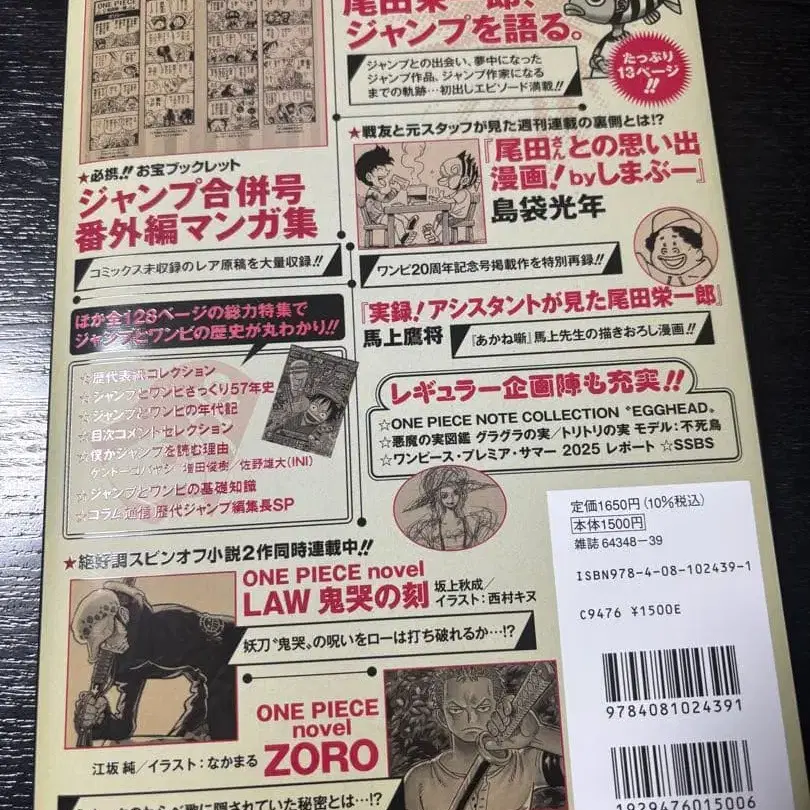 尾田栄一郎、
ジャンプを語る。
ジャンプとの出会い、夢中になった
ジャンプ作品、ジャンプ作家になる
までの軌跡…初出しエピソード満載!!
たっぷり
13ページ
!!
★必携!! お宝ブックレット
ジャンプ合併号
番外編マンガ集
コミックス未収録のレア原稿を大量収録!!
★戦友と元スタッフが見た週刊連載の裏側とは!?
『尾田さんとの思い出
漫画!byしまぶー』
島袋光年
ワンピ20周年記念号掲載作を特別再録!!
『実録!アシスタントが見た尾田栄一郎』
馬上鷹将
『あかね噺』馬上先生の描きおろし漫画!!
ほか全128ページの総力特集で
ジャンプとワンピの歴史が丸わかり!!
☆歴代表紙コレクション
☆ジャンプとワンピざっくり57年史
☆ジャンプとワンピの年代記
☆目次コメントセレクション
☆僕がジャンプを読む理由
ケンドーコバヤシ/増田俊樹/佐野雄大(INI)
☆ジャンプとワンピの基礎知識
☆コラム通信 歴代ジャンプ編集長SP
レギュラー企画陣も充実!!
☆ONE PIECE NOTE COLLECTION “EGGHEAD„
☆悪魔の実図鑑 グラグラの実/トリトリの実 モデル:不死鳥
☆ワンピース・プレミア・サマー 2025 レポート ☆SSBS
★絶好調スピンオフ小説2作同時連載中!!
ONE PIECE novel
LAW 鬼哭の刻
坂上秋成/
イラスト:西村キヌ
妖刀“鬼哭„の呪いをローは打ち破れるか…!?
ONE PIECE
novel
ZORO
江坂 純/イラスト:なかまる
に隠されていた秘密とは…!?
定価1650円(10%税込)
本体1500円
雑誌 64348-39
ISBN978-4-08-102439-1
C9476 ¥1500E
9784081024391
1929476015006